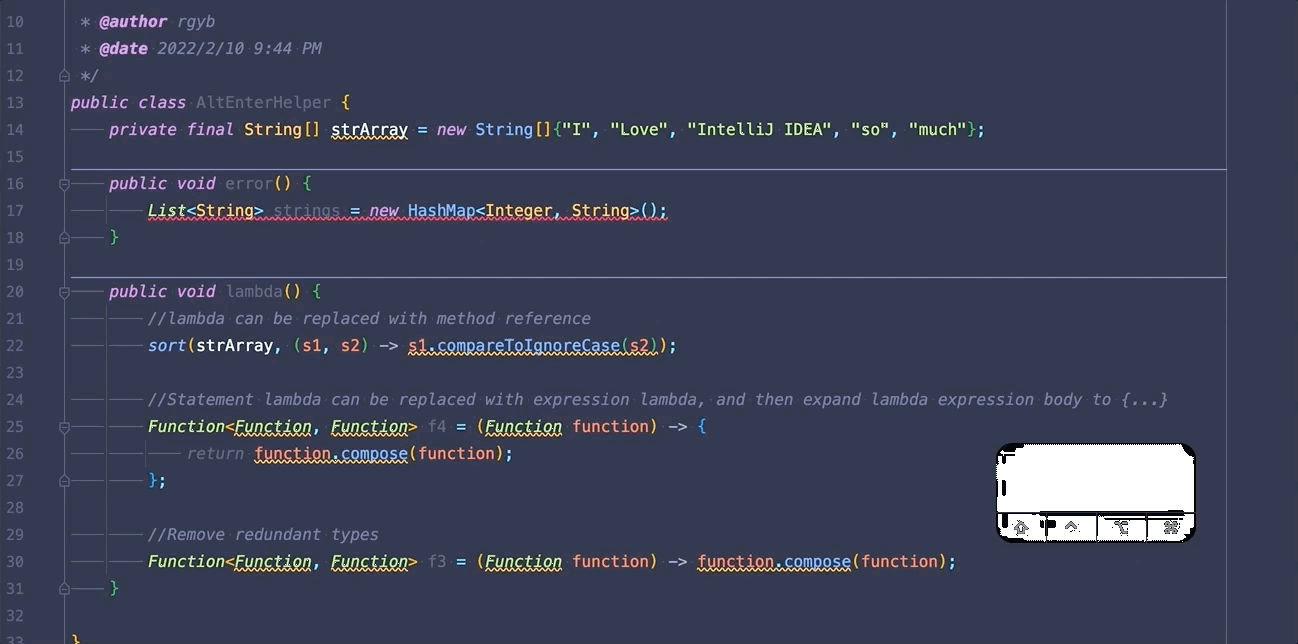 10 * @author rgyb
11 * @date 2022/2/10 9:44 PM
12 */
13 public class AltEnterHelper {
14 private final String[] strArray = new String[]{"I", "Love", "IntelliJ IDEA", "so", "much"};
15
16 public void error() {
17 List<String> strings = new HashMap<Integer, String>();
18 }
19
20 public void lambda() {
21 //lambda can be replaced with method reference
22 sort(strArray, (s1, s2) -> s1.compareToIgnoreCase(s2));
23
24 //Statement lambda can be replaced with expression lambda, and then expand lambda expression body to {...}
25 Function<Function, Function> f4 = (Function function) -> {
26 return function.compose(function);
27 };
28
29 //Remove redundant types
30 Function<Function, Function> f3 = (Function function) -> function.compose(function);
31 }
32
33 }
⇧ ⌃ ⌥ ⌘